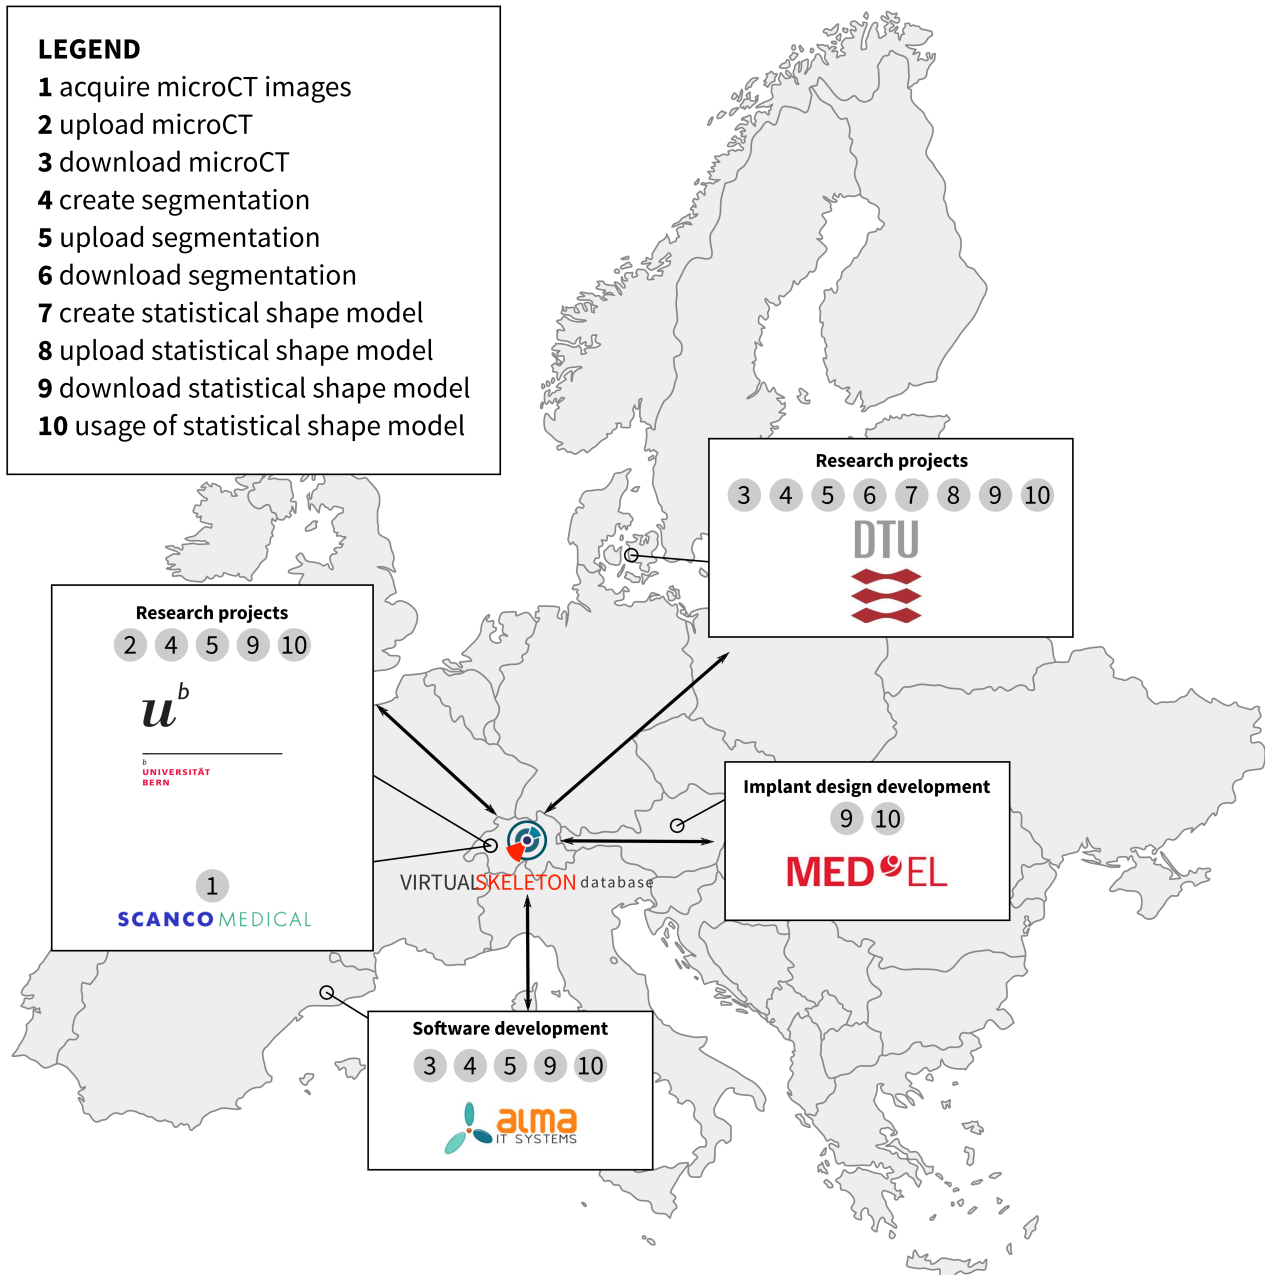 LEGEND
1 acquire microCT images
2 upload microCT
3 download microCT
4 create segmentation
5 upload segmentation
6 download segmentation
7 create statistical shape model
8 upload statistical shape model
9 download statistical shape model
10 usage of statistical shape model
Research projects
3 4 5 6 7 8 9 10
DTU
Research projects
2 4 5 9 10
u b
b
UNIVERSITÄT
BERN
1
SCANCO MEDICAL
Implant design development
9 10
MED EL
VIRTUALSKELETON database
Software development
3 4 5 9 10
alma
IT SYSTEMS